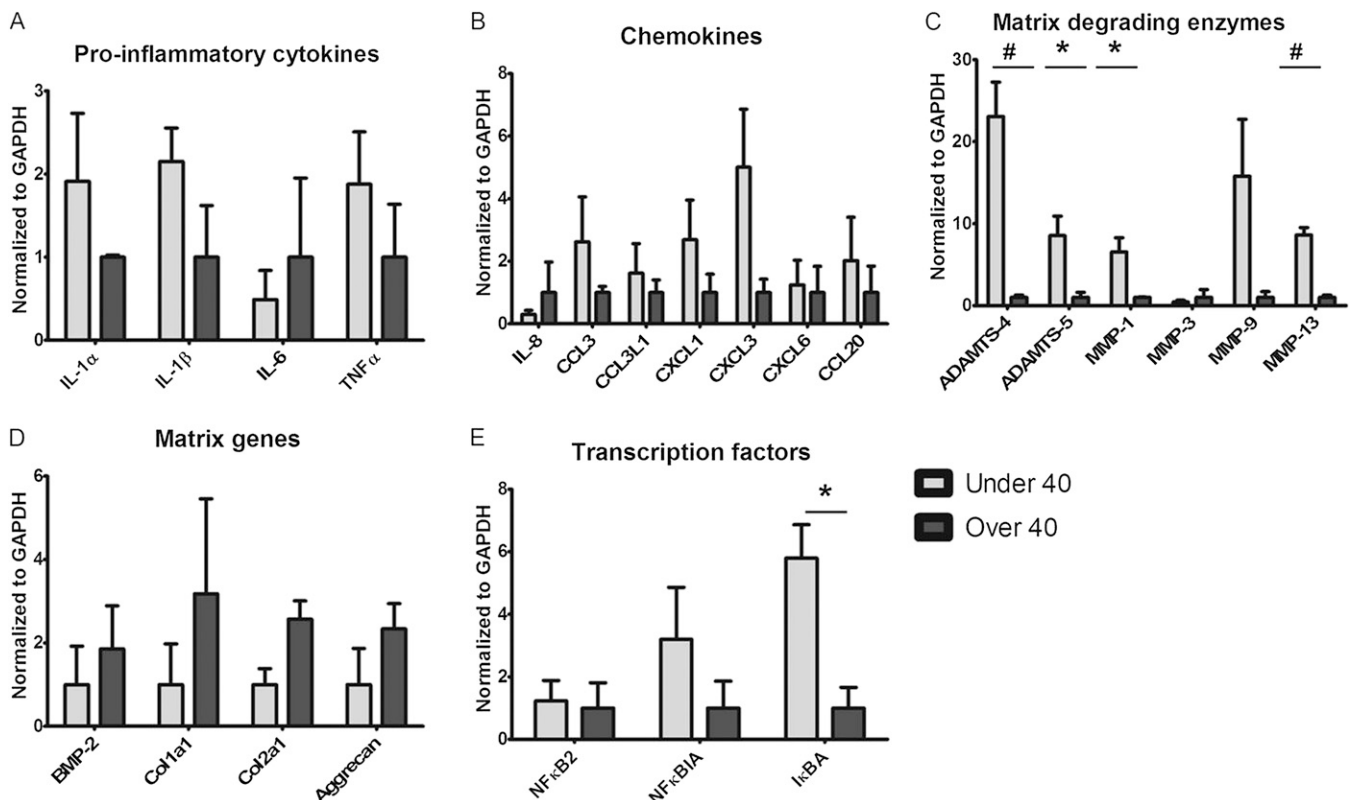 A
Pro-inflammatory cytokines
Normalized to GAPDH
3
2
1
0
IL-1α
IL-1β
IL-6
TNFα
B
Chemokines
Normalized to GAPDH
8
6
4
2
0
IL-8
CCL3
CCL3L1
CXCL1
CXCL3
CXCL6
CCL20
C
Matrix degrading enzymes
# * * #
Normalized to GAPDH
30
20
10
0
ADAMTS-4
ADAMTS-5
MMP-1
MMP-3
MMP-9
MMP-13
D
Matrix genes
Normalized to GAPDH
6
4
2
0
BMP-2
Col1a1
Col2a1
Aggrecan
E
Transcription factors
*
Normalized to GAPDH
8
6
4
2
0
NFκB2
NFκBIA
IκBA
Under 40
Over 40